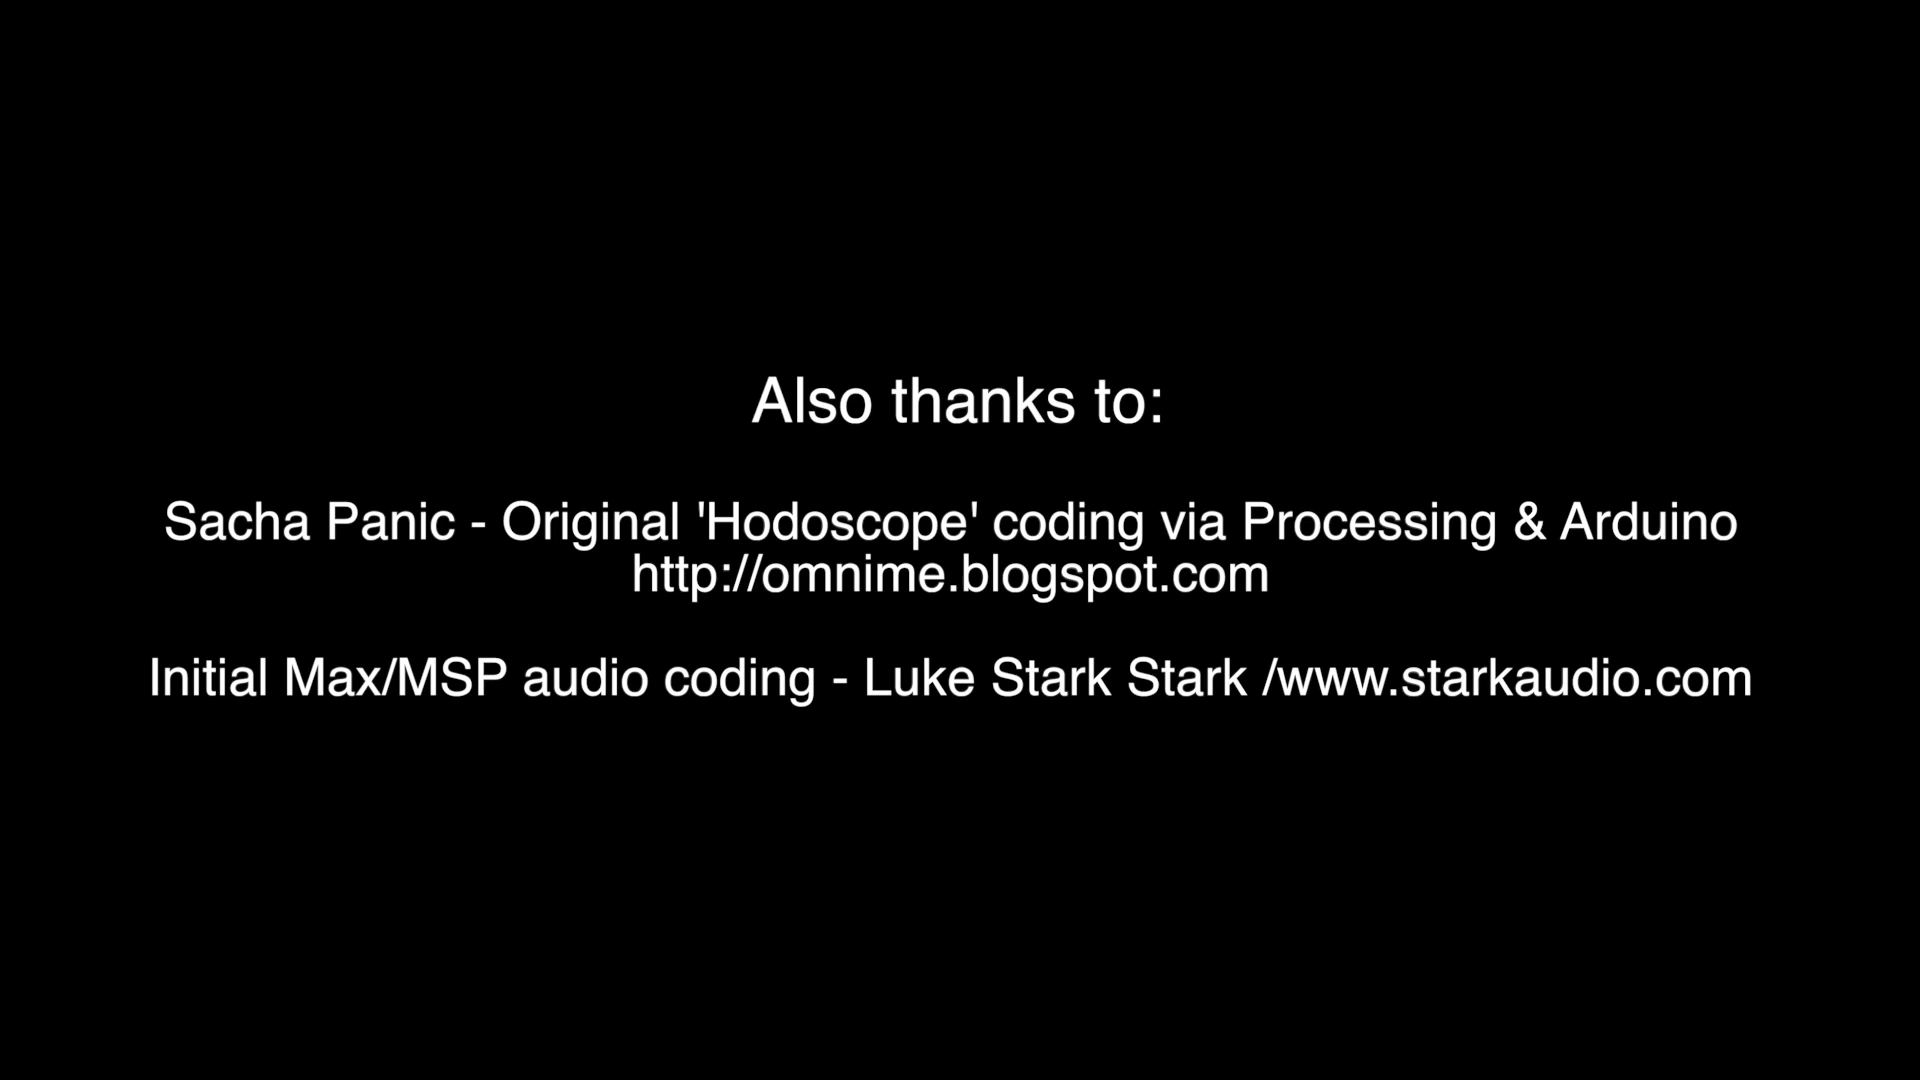 Also thanks to:
Sacha Panic - Original 'Hodoscope' coding via Processing & Arduino
http://omnime.blogspot.com
Initial Max/MSP audio coding - Luke Stark Stark /www.starkaudio.com